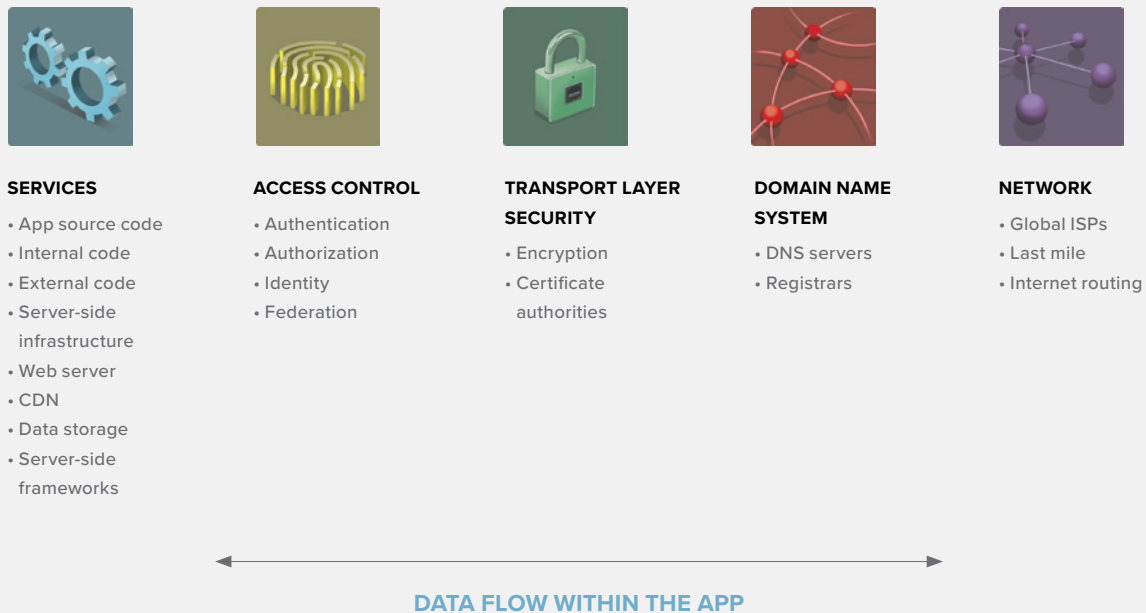 SERVICES
• App source code
• Internal code
• External code
• Server-side
infrastructure
• Web server
• CDN
• Data storage
• Server-side
frameworks
ACCESS CONTROL
• Authentication
• Authorization
• Identity
• Federation
TRANSPORT LAYER
SECURITY
• Encryption
• Certificate
authorities
DOMAIN NAME
SYSTEM
• DNS servers
• Registrars
NETWORK
• Global ISPs
• Last mile
• Internet routing
DATA FLOW WITHIN THE APP